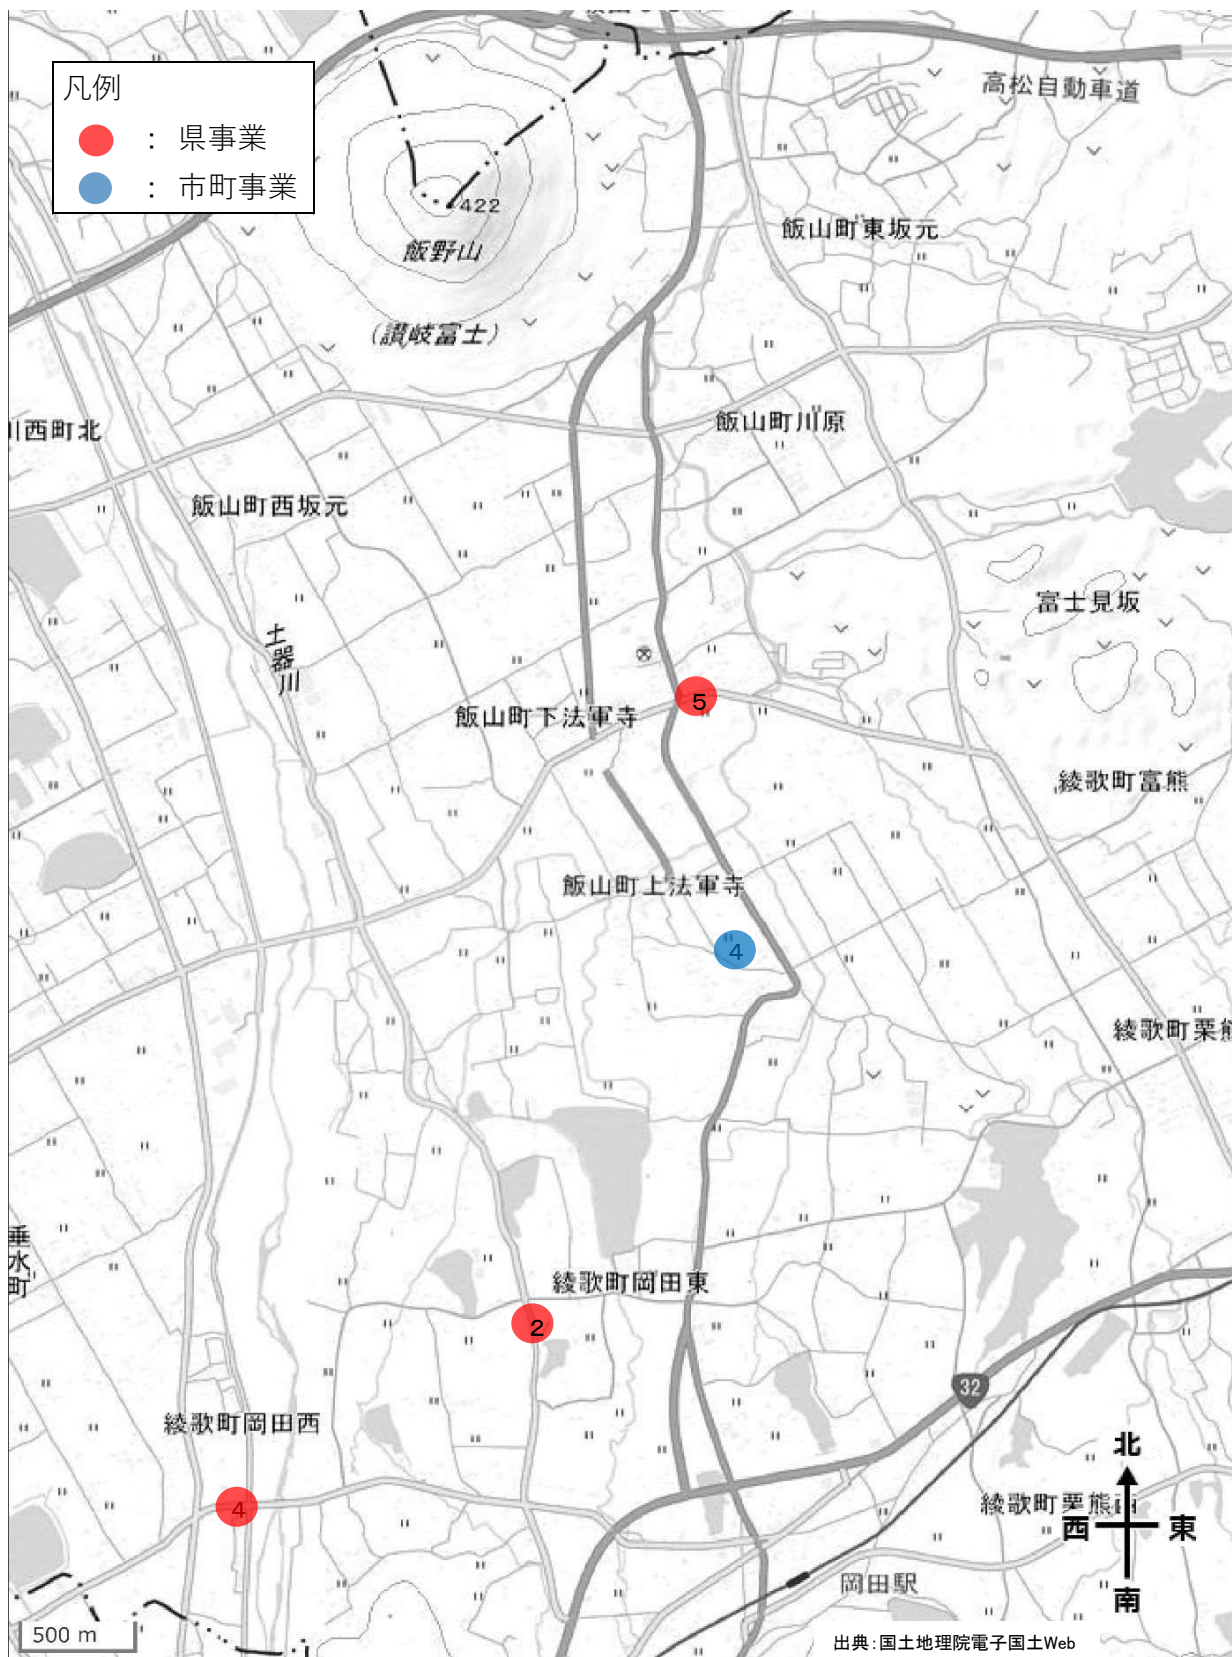 高松自動車道
凡例
： 県事業
： 市町事業
422
飯野山
(讃岐富士)
飯山町東坂元
飯山町川原
川西町北
飯山町西坂元
富士見坂
土器川
5
飯山町下法軍寺
綾歌町富熊
飯山町上法軍寺
4
綾歌町栗熊
垂水町
綾歌町岡田東
2
32
綾歌町岡田西
北
綾歌町栗熊西
4
西
東
岡田駅
南
500 m
出典：国土地理院電子国土Web